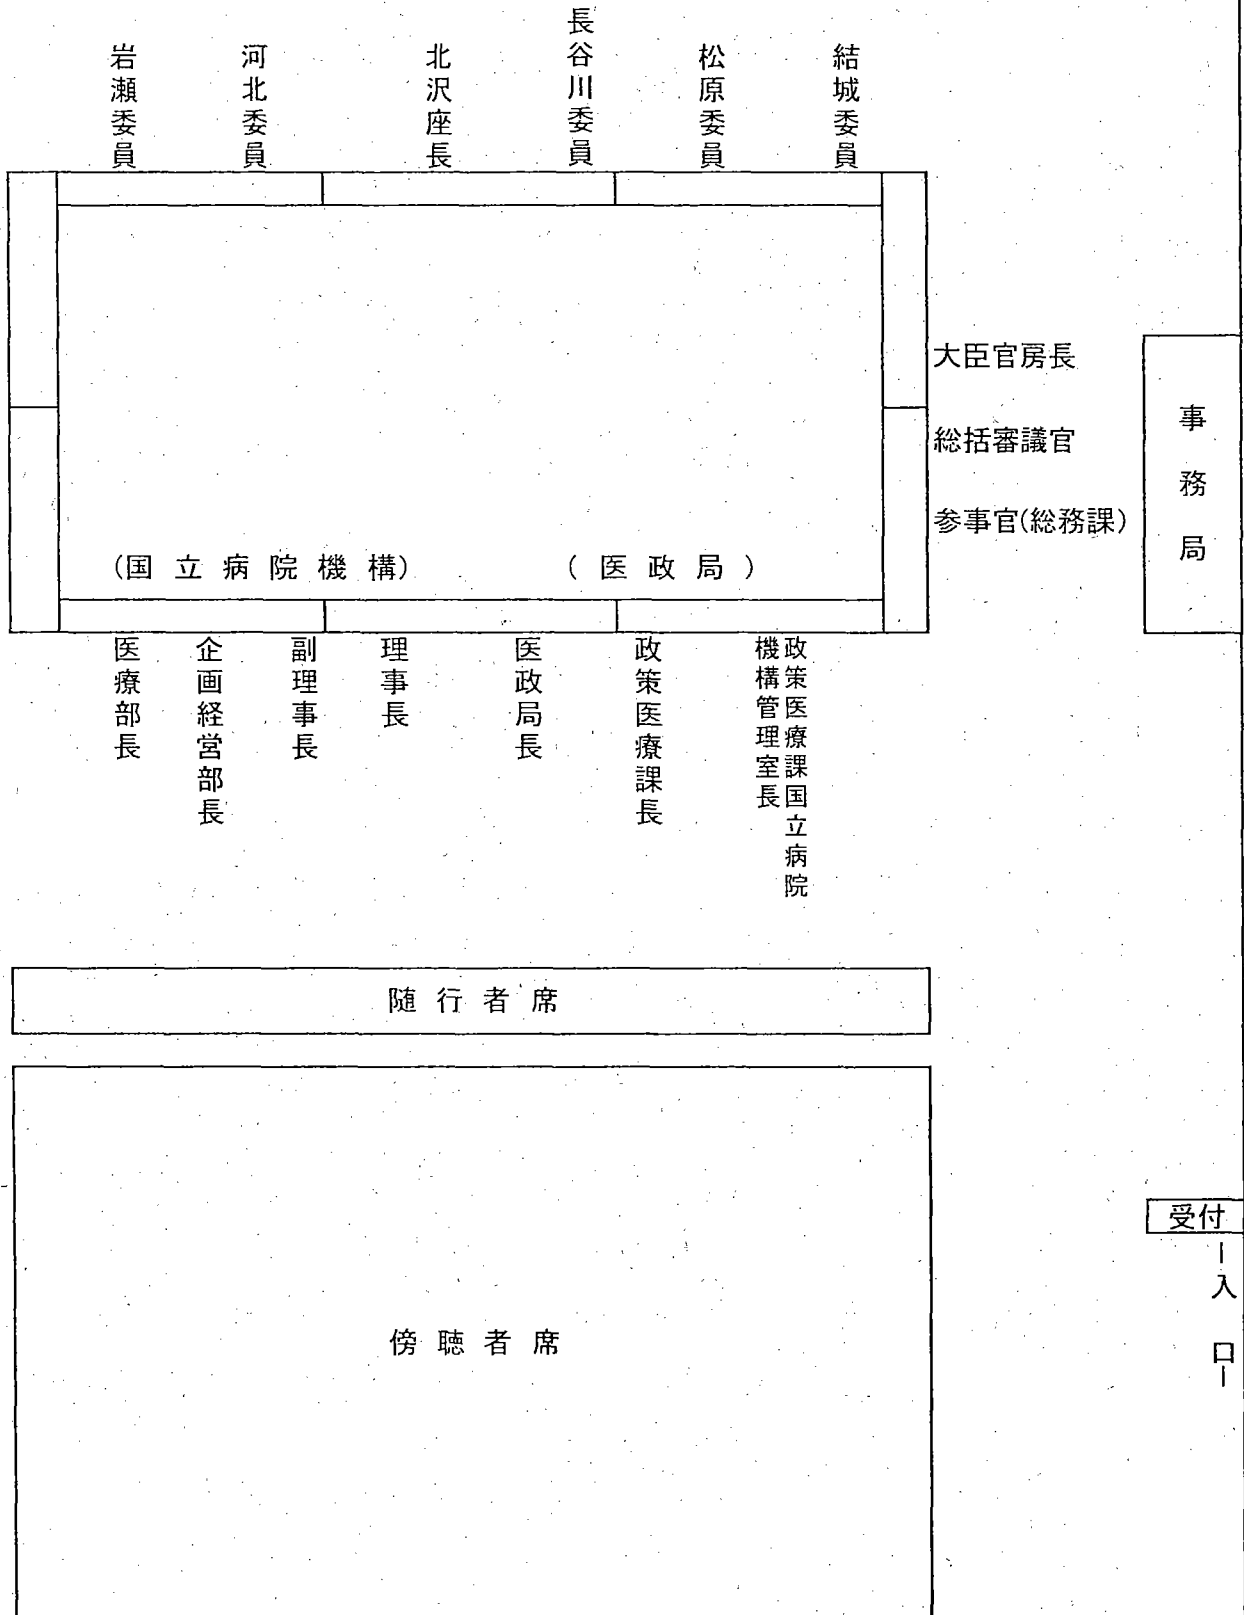 岩瀬委員
河北委員
北沢座長
長谷川委員
松原委員
結城委員
大臣官房長
総括審議官
参事官(総務課)
事務局
(国立病院機構)
(医政局)
医療部長
企画経営部長
副理事長
理事長
医政局長
政策医療課長
政策医療課国立病院
機構管理室長
随行者席
受付
ー入口ー
傍聴者席